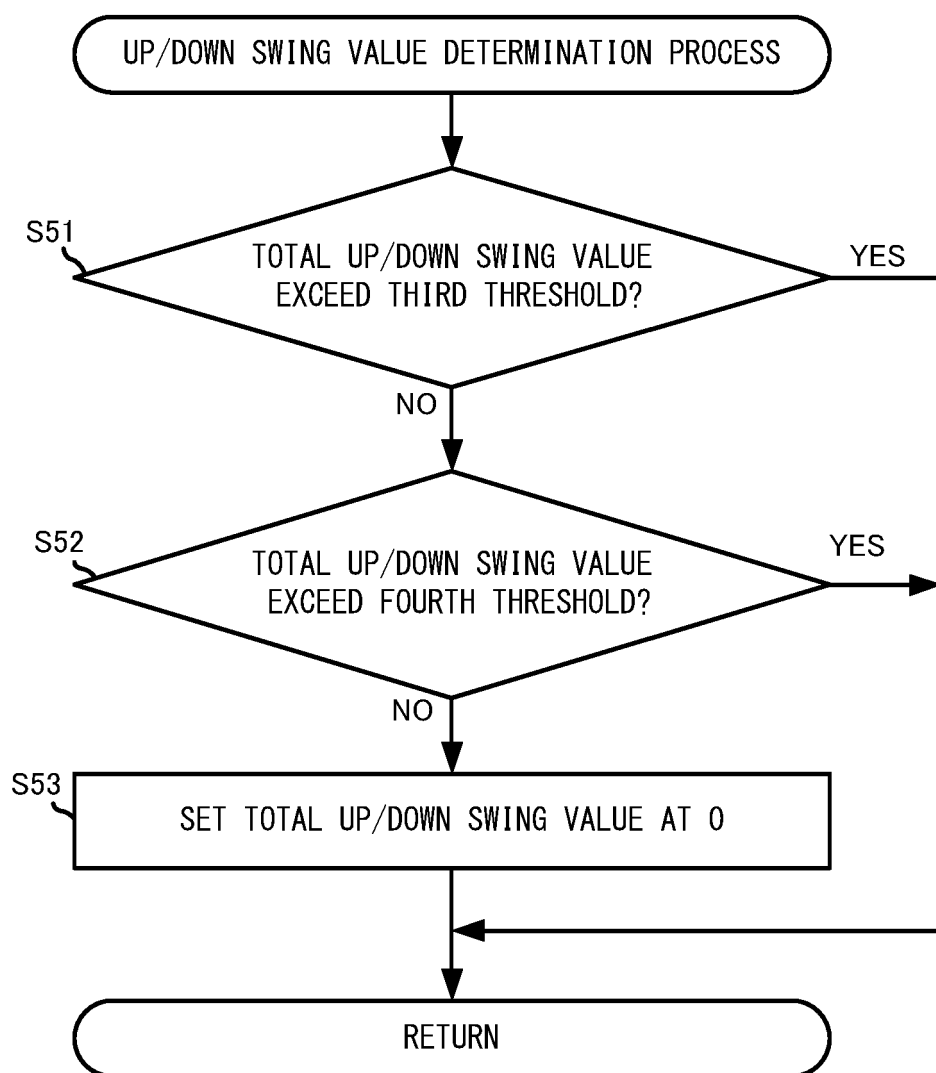 UP/DOWN SWING VALUE DETERMINATION PROCESS
S51
TOTAL UP/DOWN SWING VALUE
EXCEED THIRD THRESHOLD?
YES
NO
S52
TOTAL UP/DOWN SWING VALUE
EXCEED FOURTH THRESHOLD?
YES
NO
S53
SET TOTAL UP/DOWN SWING VALUE AT 0
RETURN